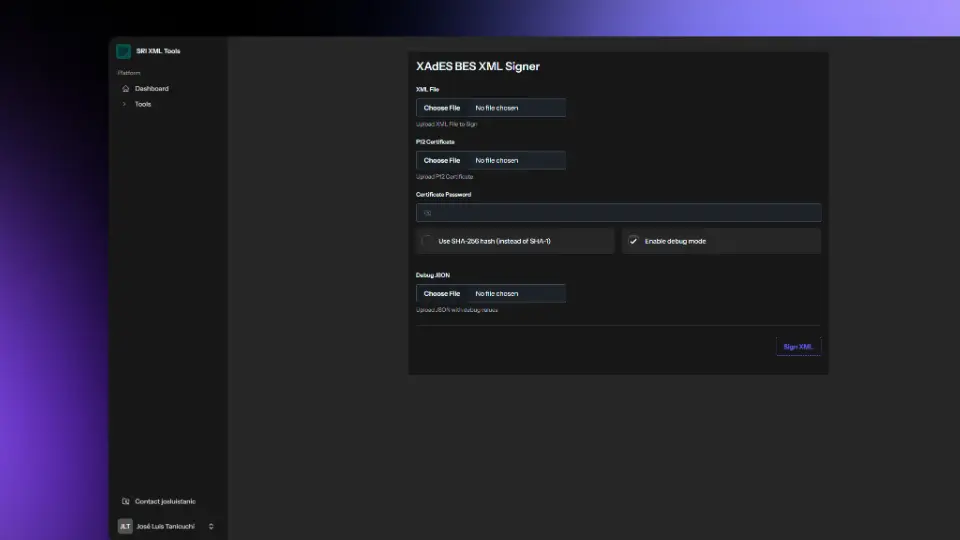 SRI XML Tools
Platform
Dashboard
Tools
Contact josluistanic
JLT José Luis Tanicuchi
XAdES BES XML Signer
XML File
Choose File No file chosen
Upload XML File to Sign
P12 Certificate
Choose File No file chosen
Upload P12 Certificate
Certificate Password
Use SHA-256 hash (instead of SHA-1)
Enable debug mode
Debug JSON
Choose File No file chosen
Upload JSON with debug values
Sign XML